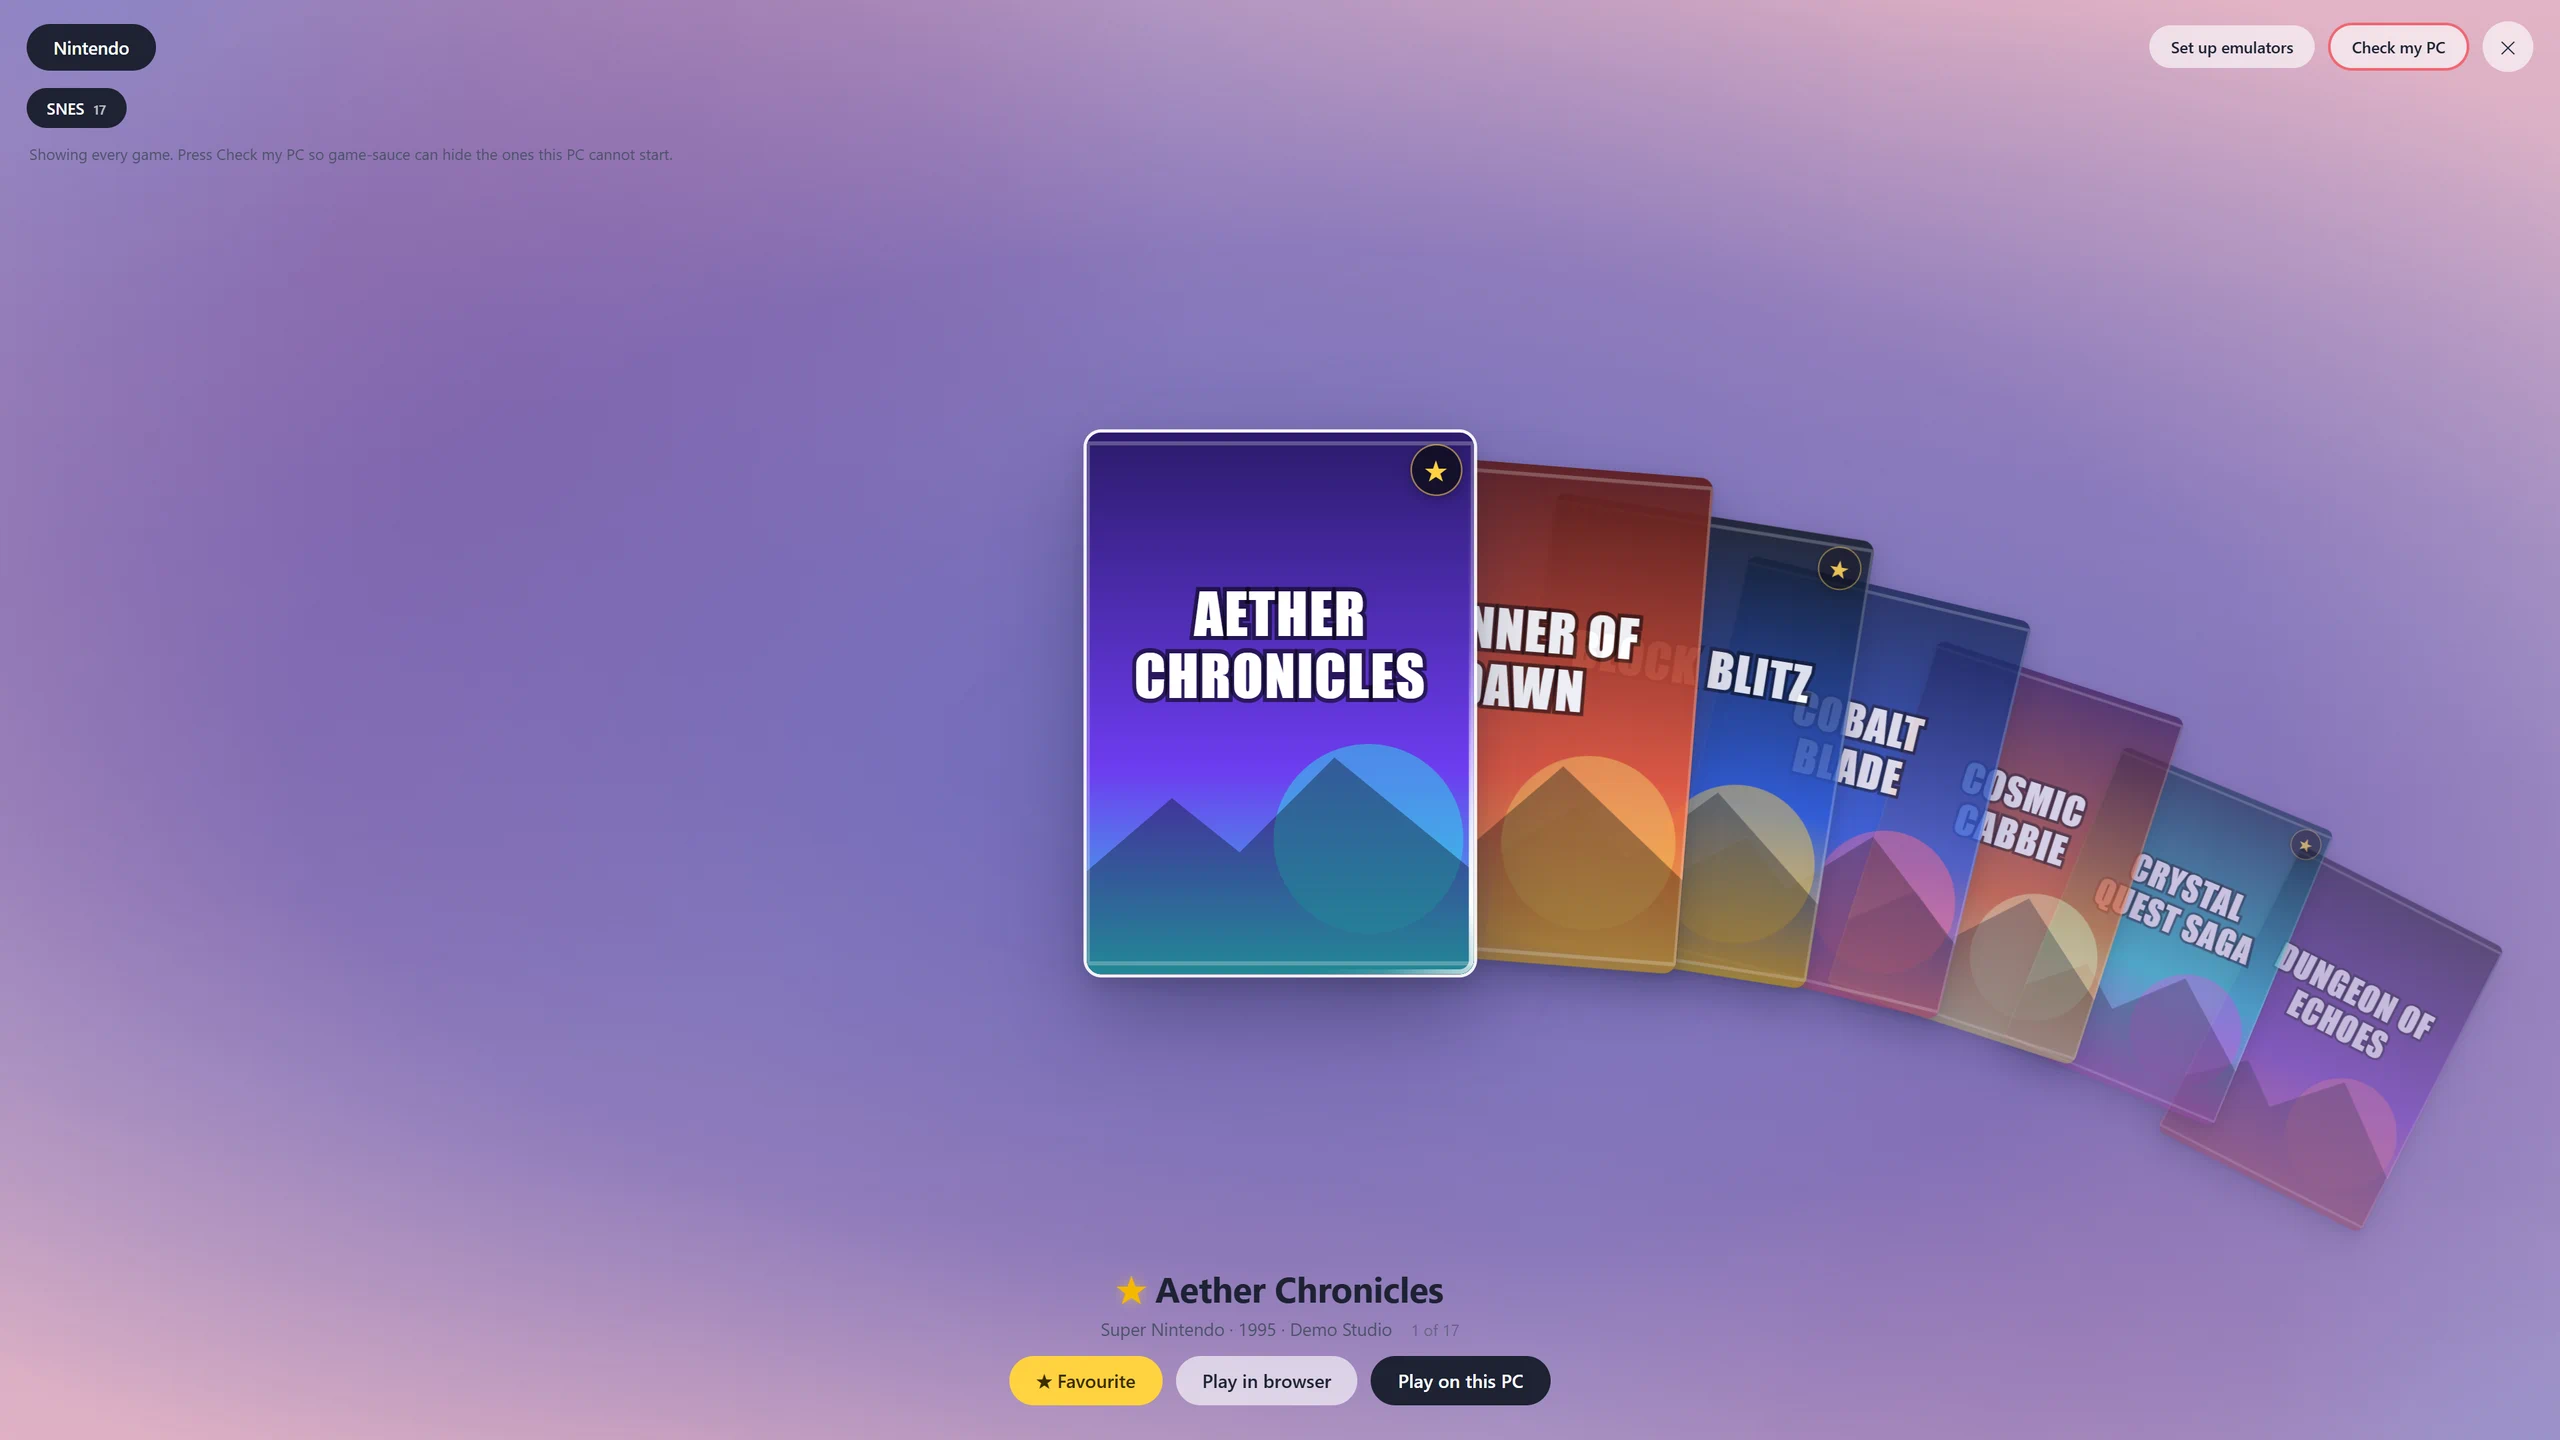 Nintendo
Set up emulators
Check my PC
SNES 17
Showing every game. Press Check my PC so game-sauce can hide the ones this PC cannot start.
AETHER
CHRONICLES
OF
DAWN
BLITZ
COBALT
BLADE
COSMIC
CABBIE
CRYSTAL
QUEST SAGA
DUNGEON OF
ECHOES
★ Aether Chronicles
Super Nintendo · 1995 · Demo Studio 1 of 17
★ Favourite
Play in browser
Play on this PC